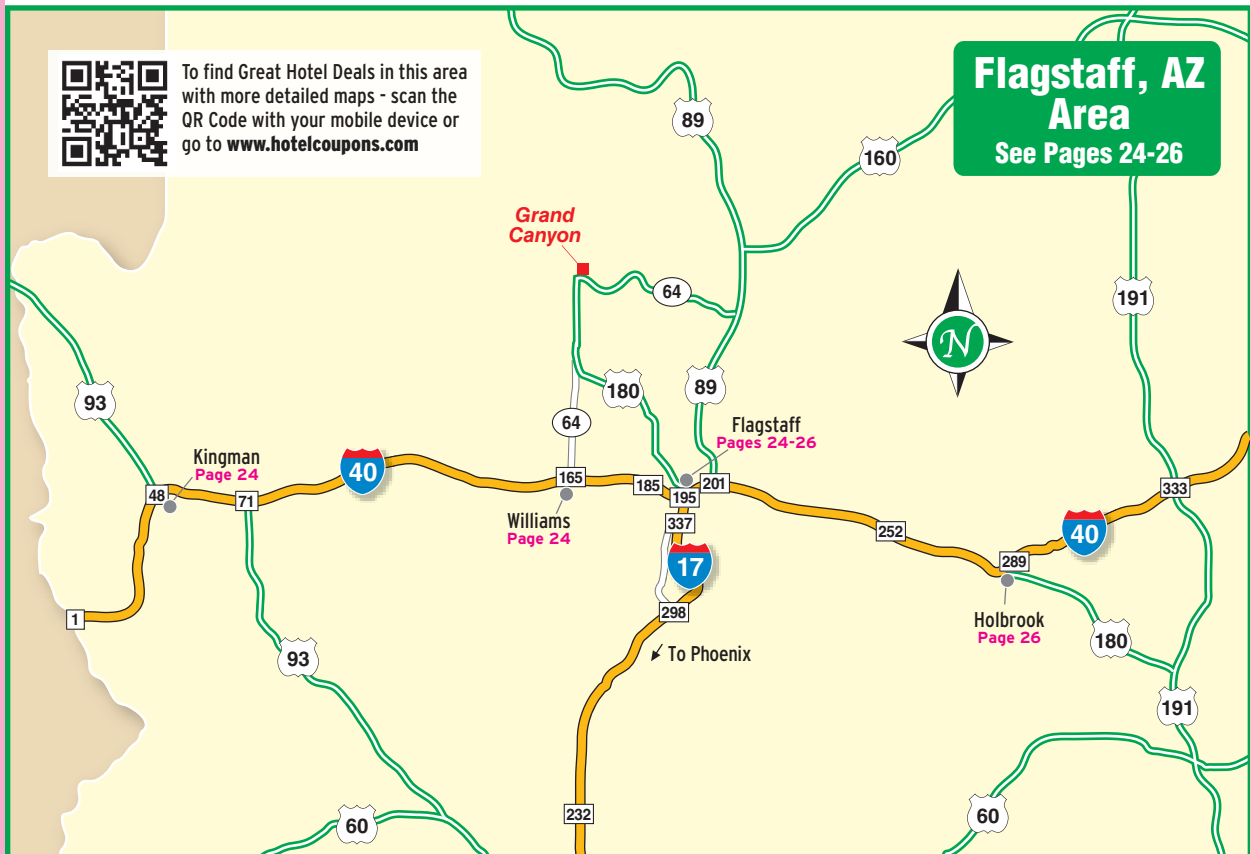 To find Great Hotel Deals in this area
with more detailed maps - scan the
QR Code with your mobile device or
go to www.hotelcoupons.com
Flagstaff, AZ
Area
See Pages 24-26
89
160
Grand
Canyon
64
191
N
93
180
89
64
Flagstaff
Pages 24-26
Kingman
Page 24
40
48
71
165
185
195
201
333
Williams
Page 24
337
252
40
17
289
1
298
Holbrook
Page 26
180
93
To Phoenix
191
232
60
60